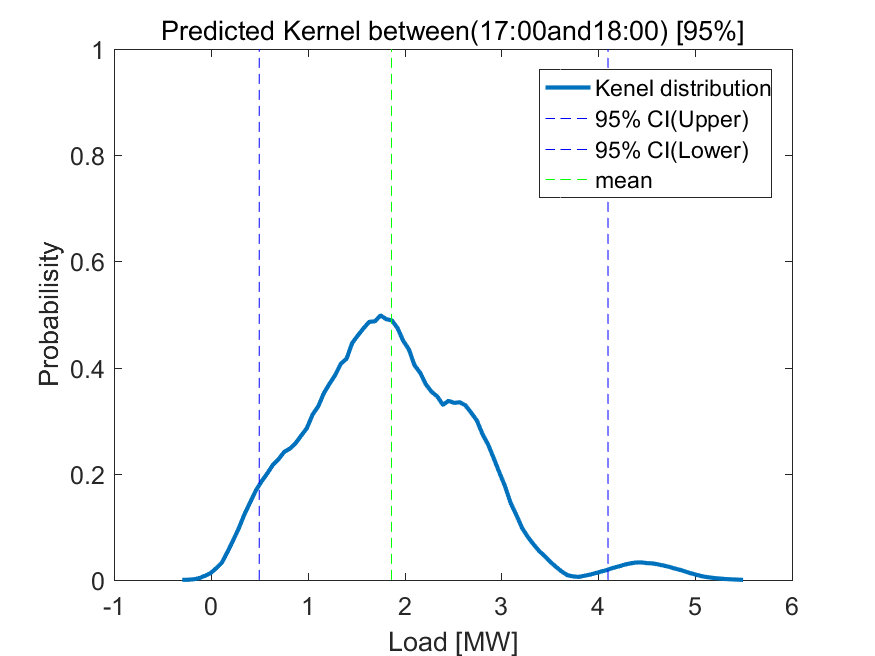 Predicted Kernel between(17:00and18:00) [95%]
1
0.8
0.6
0.4
0.2
0
Probabilisity
Kenel distribution
95% CI(Upper)
95% CI(Lower)
mean
-1 0 1 2 3 4 5 6
Load [MW]